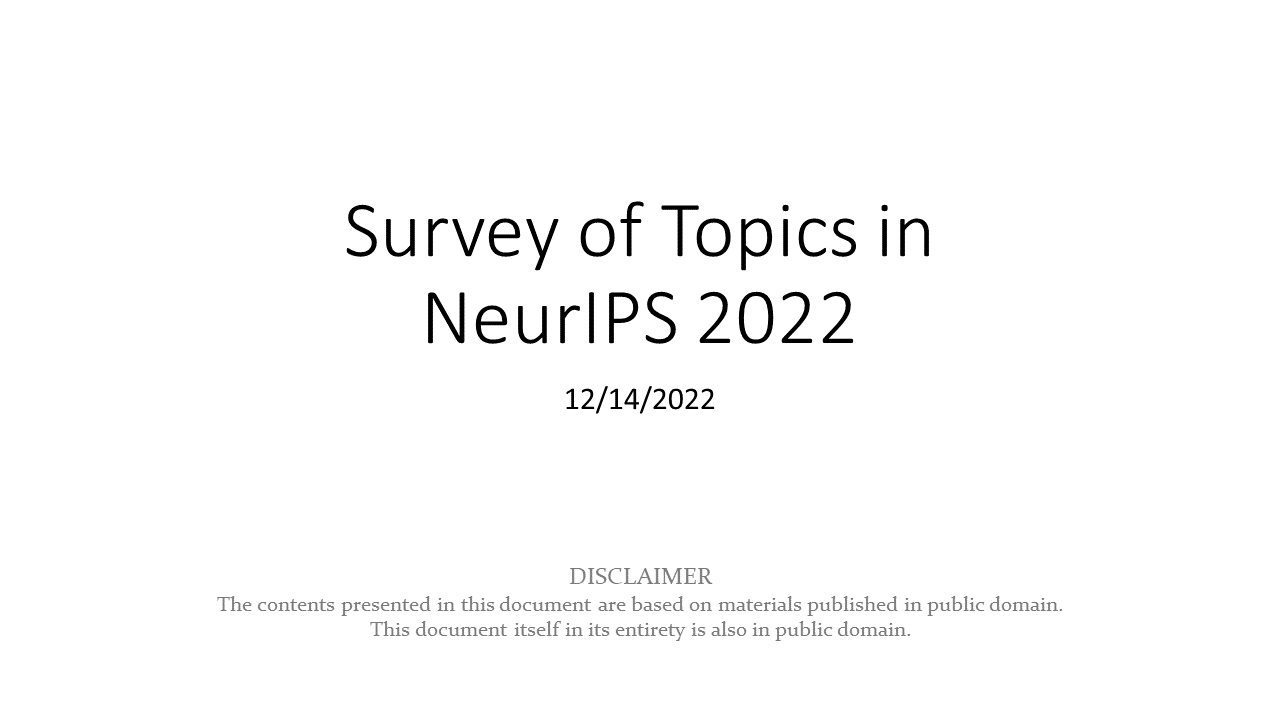 Survey of Topics in
NeurIPS 2022
12/14/2022
DISCLAIMER
The contents presented in this document are based on materials published in public domain.
This document itself in its entirety is also in public domain.